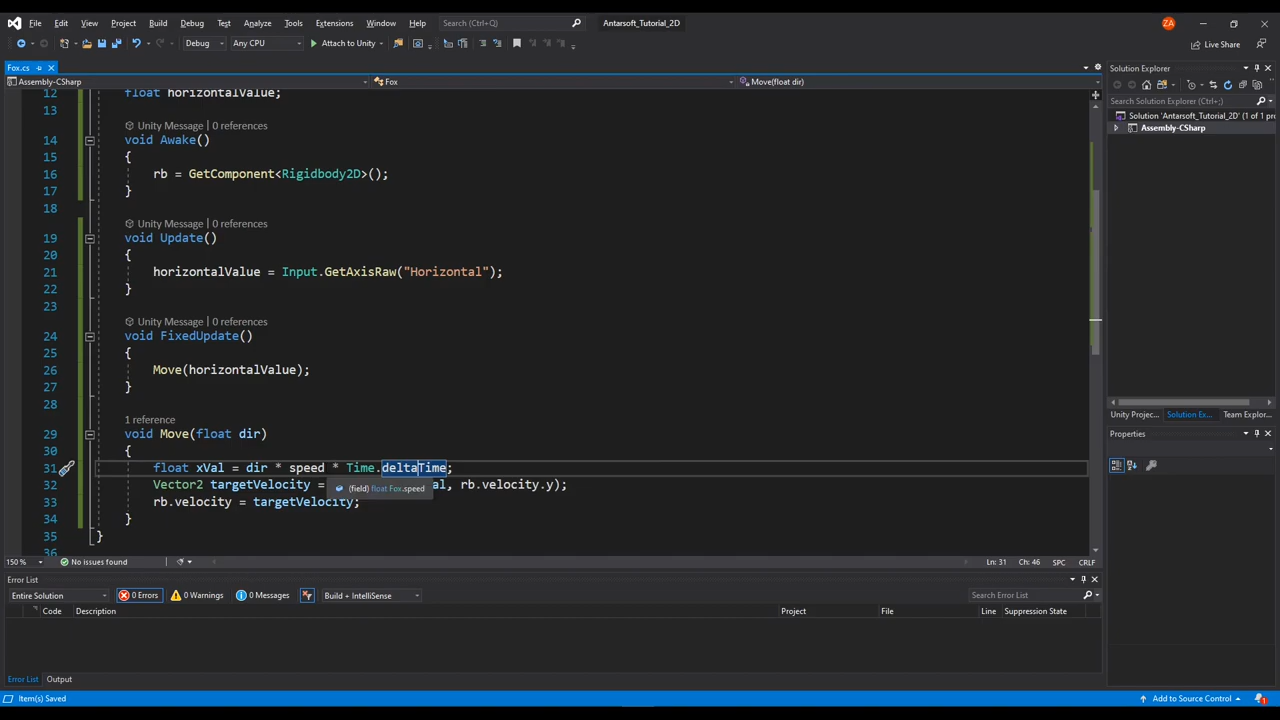 File Edit View Project Build Debug Test Analyze Tools Extensions Window Help Search (Ctrl+Q) Antarsoft_Tutorial_2D ZA
Debug Any CPU Attach to Unity Live Share
Fox.cs
Assembly-CSharp Fox Move(float dir)
12 float horizontalValue;
13
Unity Message | 0 references
14 void Awake()
15 {
16 rb = GetComponent<Rigidbody2D>();
17 }
18
Unity Message | 0 references
19 void Update()
20 {
21 horizontalValue = Input.GetAxisRaw("Horizontal");
22 }
23
Unity Message | 0 references
24 void FixedUpdate()
25 {
26 Move(horizontalValue);
27 }
28
1 reference
29 void Move(float dir)
30 {
31 float xVal = dir * speed * Time.deltaTime;
32 Vector2 targetVelocity = al, rb.velocity.y);
(field) float Fox.speed
33 rb.velocity = targetVelocity;
34 }
35 }
36
150 % No issues found Ln: 31 Ch: 46 SPC CRLF
Error List
Entire Solution 0 Errors 0 Warnings 0 Messages Build + IntelliSense Search Error List
Code Description Project File Line Suppression State
Error List Output
Item(s) Saved Add to Source Control 1
Solution Explorer
Search Solution Explorer (Ctrl+;)
Solution 'Antarsoft_Tutorial_2D' (1 of 1 pr
Assembly-CSharp
Unity Projec... Solution Ex... Team Explor...
Properties